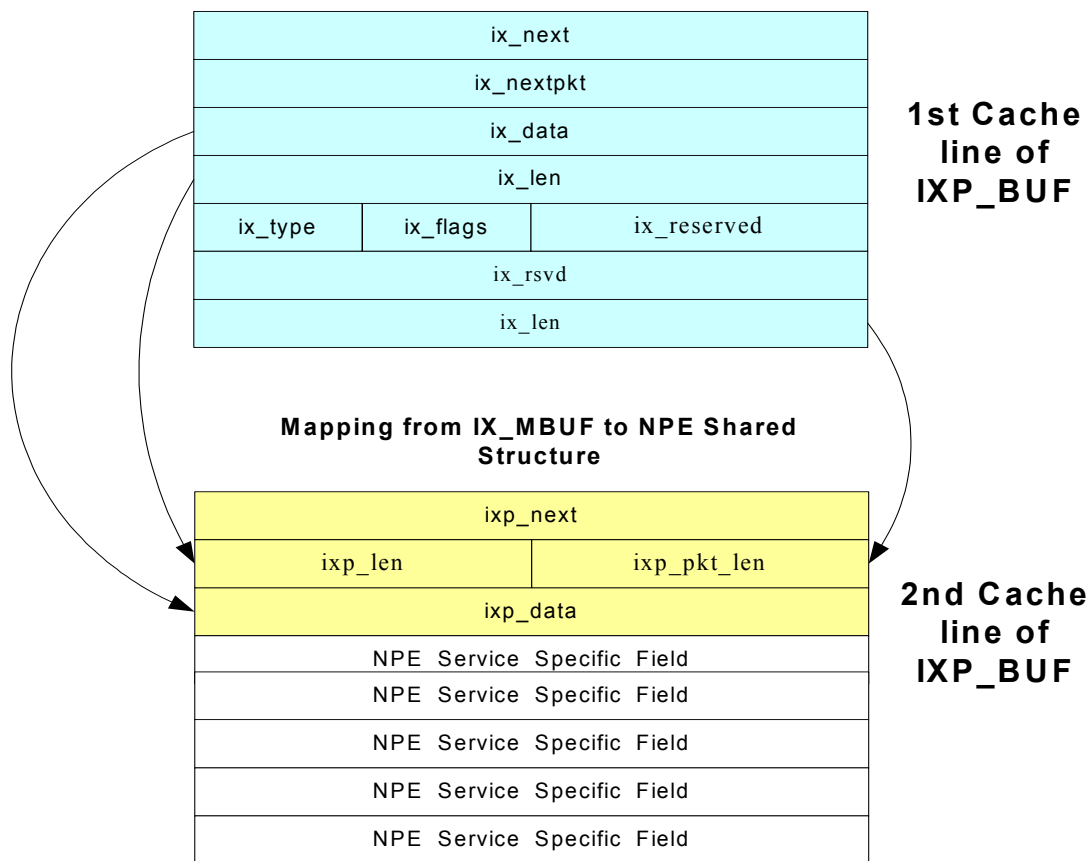 ix_next
ix_nextpkt
ix_data
ix_len
ix_type ix_flags ix_reserved
ix_rsvd
ix_len
1st Cache
line of
IXP_BUF
Mapping from IX_MBUF to NPE Shared
Structure
ixp_next
ixp_len ixp_pkt_len
ixp_data
NPE Service Specific Field
NPE Service Specific Field
NPE Service Specific Field
NPE Service Specific Field
NPE Service Specific Field
2nd Cache
line of
IXP_BUF